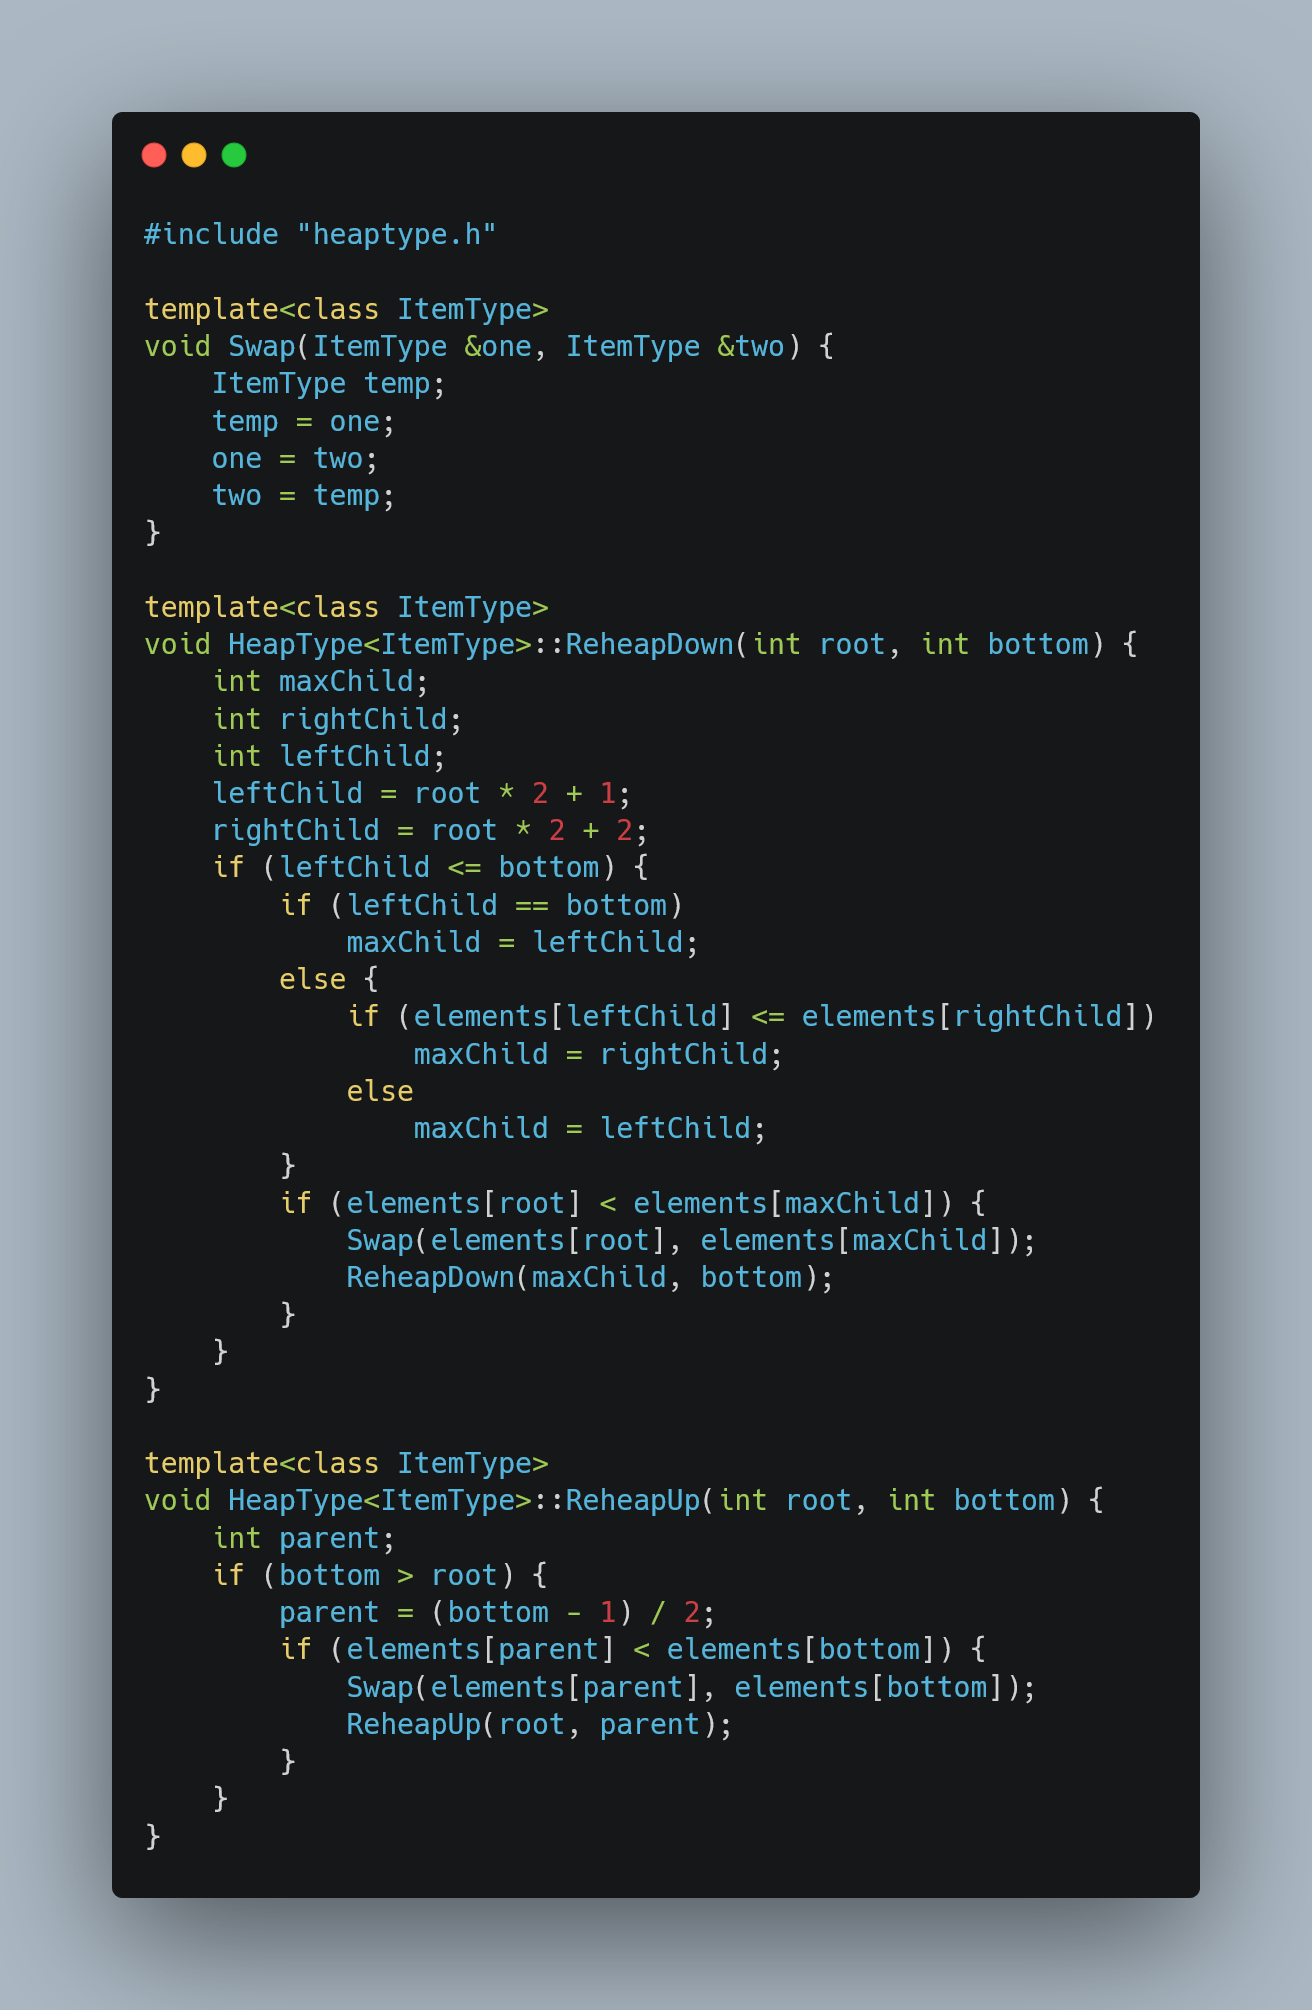 #include "heaptype.h"

template<class ItemType>
void Swap(ItemType &one, ItemType &two) {
    ItemType temp;
    temp = one;
    one = two;
    two = temp;
}

template<class ItemType>
void HeapType<ItemType>::ReheapDown(int root, int bottom) {
    int maxChild;
    int rightChild;
    int leftChild;
    leftChild = root * 2 + 1;
    rightChild = root * 2 + 2;
    if (leftChild <= bottom) {
        if (leftChild == bottom)
            maxChild = leftChild;
        else {
            if (elements[leftChild] <= elements[rightChild])
                maxChild = rightChild;
            else
                maxChild = leftChild;
        }
        if (elements[root] < elements[maxChild]) {
            Swap(elements[root], elements[maxChild]);
            ReheapDown(maxChild, bottom);
        }
    }
}

template<class ItemType>
void HeapType<ItemType>::ReheapUp(int root, int bottom) {
    int parent;
    if (bottom > root) {
        parent = (bottom - 1) / 2;
        if (elements[parent] < elements[bottom]) {
            Swap(elements[parent], elements[bottom]);
            ReheapUp(root, parent);
        }
    }
}